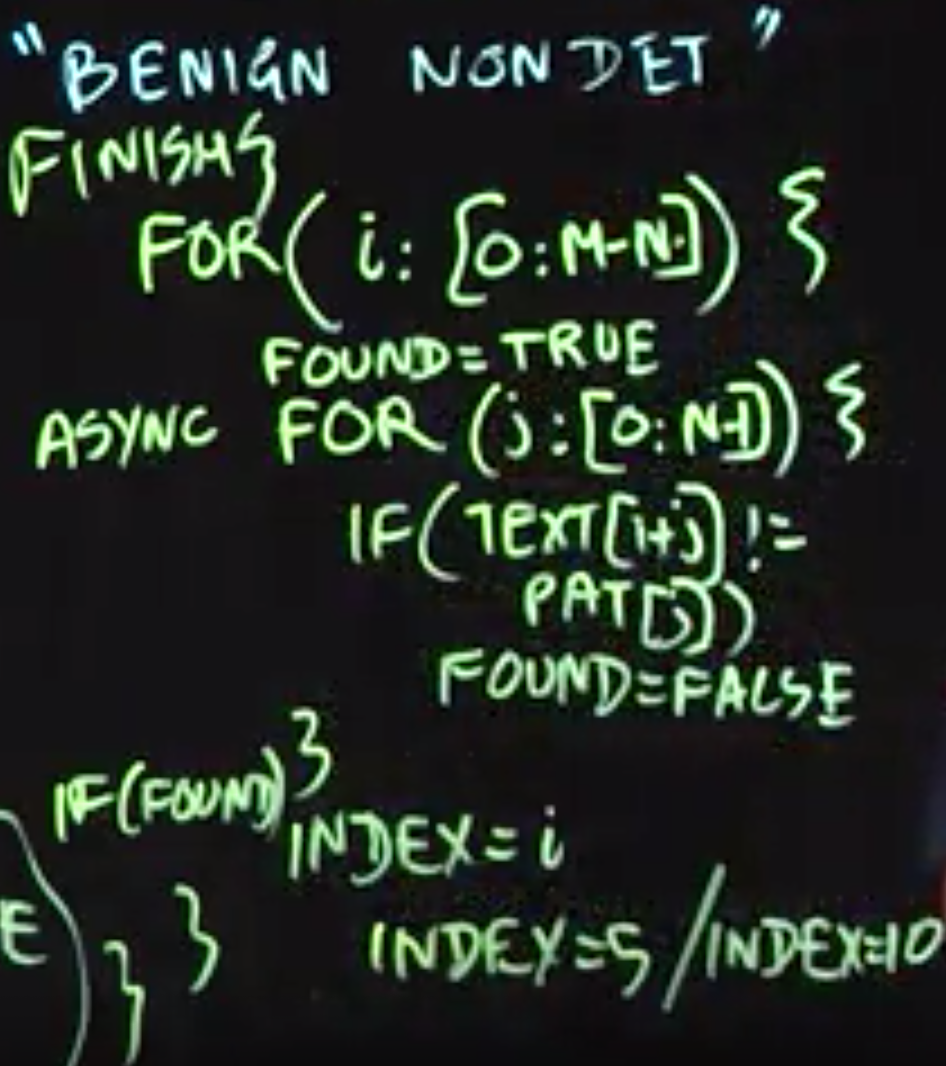 "BENIGN NONDET"
FINISH {
FOR(i: [0:M-N]) {
FOUND=TRUE
ASYNC FOR (j:[0:N-1]) {
IF(TEXT[i+j] !=
PAT[j])
FOUND=FALSE
}
IF(FOUND)
INDEX=i
E ) } } INDEX=5 / INDEX=10